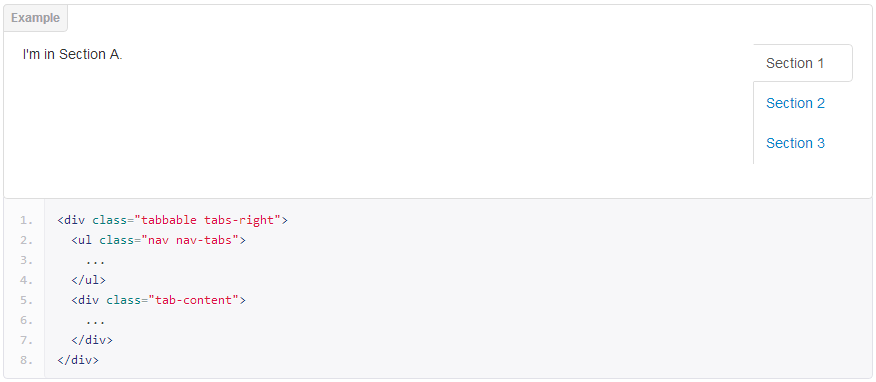 Example
I'm in Section A.
Section 1
Section 2
Section 3
1. <div class="tabbable tabs-right">
2.   <ul class="nav nav-tabs">
3.     ...
4.   </ul>
5.   <div class="tab-content">
6.     ...
7.   </div>
8. </div>